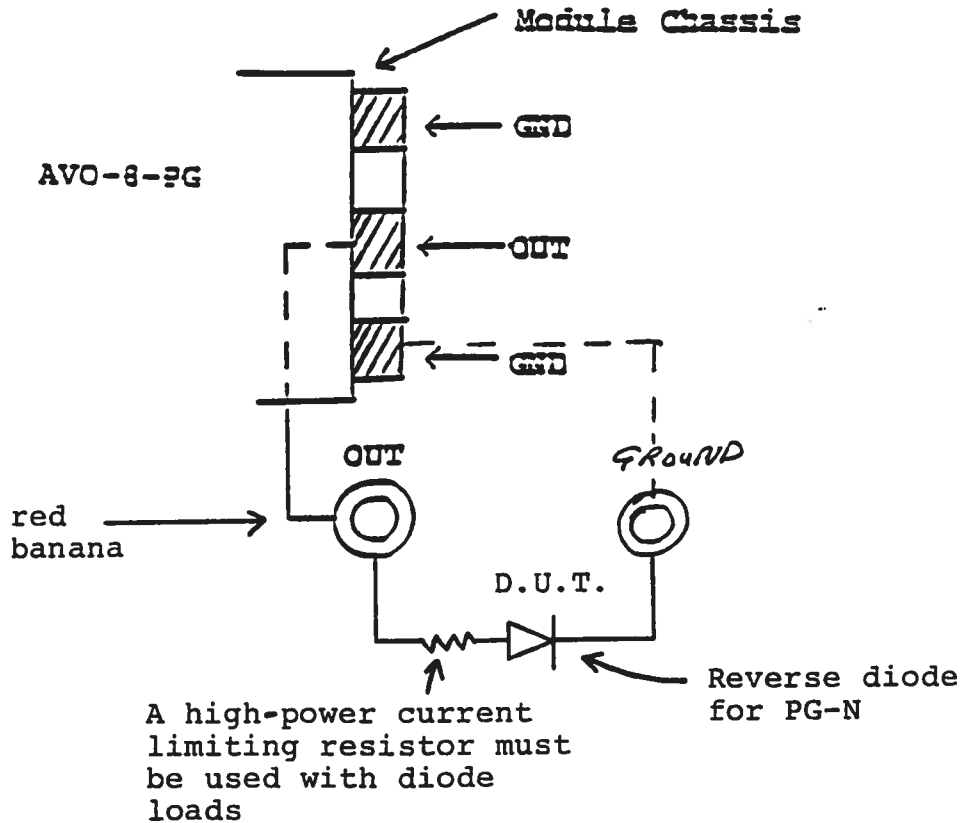 Module Chassis
GND
AVO-8-PG
OUT
GND
OUT
GROUND
red
banana
D.U.T.
Reverse diode
for PG-N
A high-power current
limiting resistor must
be used with diode
loads